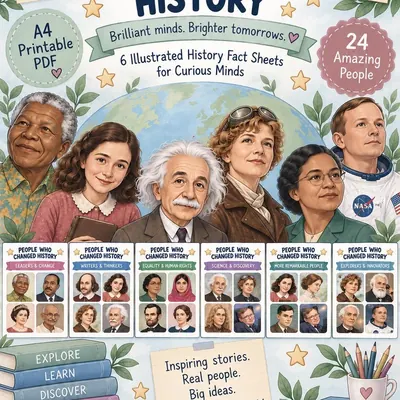 HISTORY
Brilliant minds. Brighter tomorrows.
6 Illustrated History Fact Sheets
for Curious Minds
A4
Printable
PDF
24
Amazing
People
NASA
PEOPLE WHO
CHANGED HISTORY
LEADERS & CHANGE
PEOPLE WHO
CHANGED HISTORY
WRITERS & THINKERS
PEOPLE WHO
CHANGED HISTORY
EQUALITY & HUMAN RIGHTS
PEOPLE WHO
CHANGED HISTORY
SCIENCE & DISCOVERY
PEOPLE WHO
CHANGED HISTORY
MORE REMARKABLE PEOPLE
PEOPLE WHO
CHANGED HISTORY
EXPLORERS & INNOVATORS
EXPLORE
LEARN
DISCOVER
Inspiring stories.
Real people.
Big ideas.